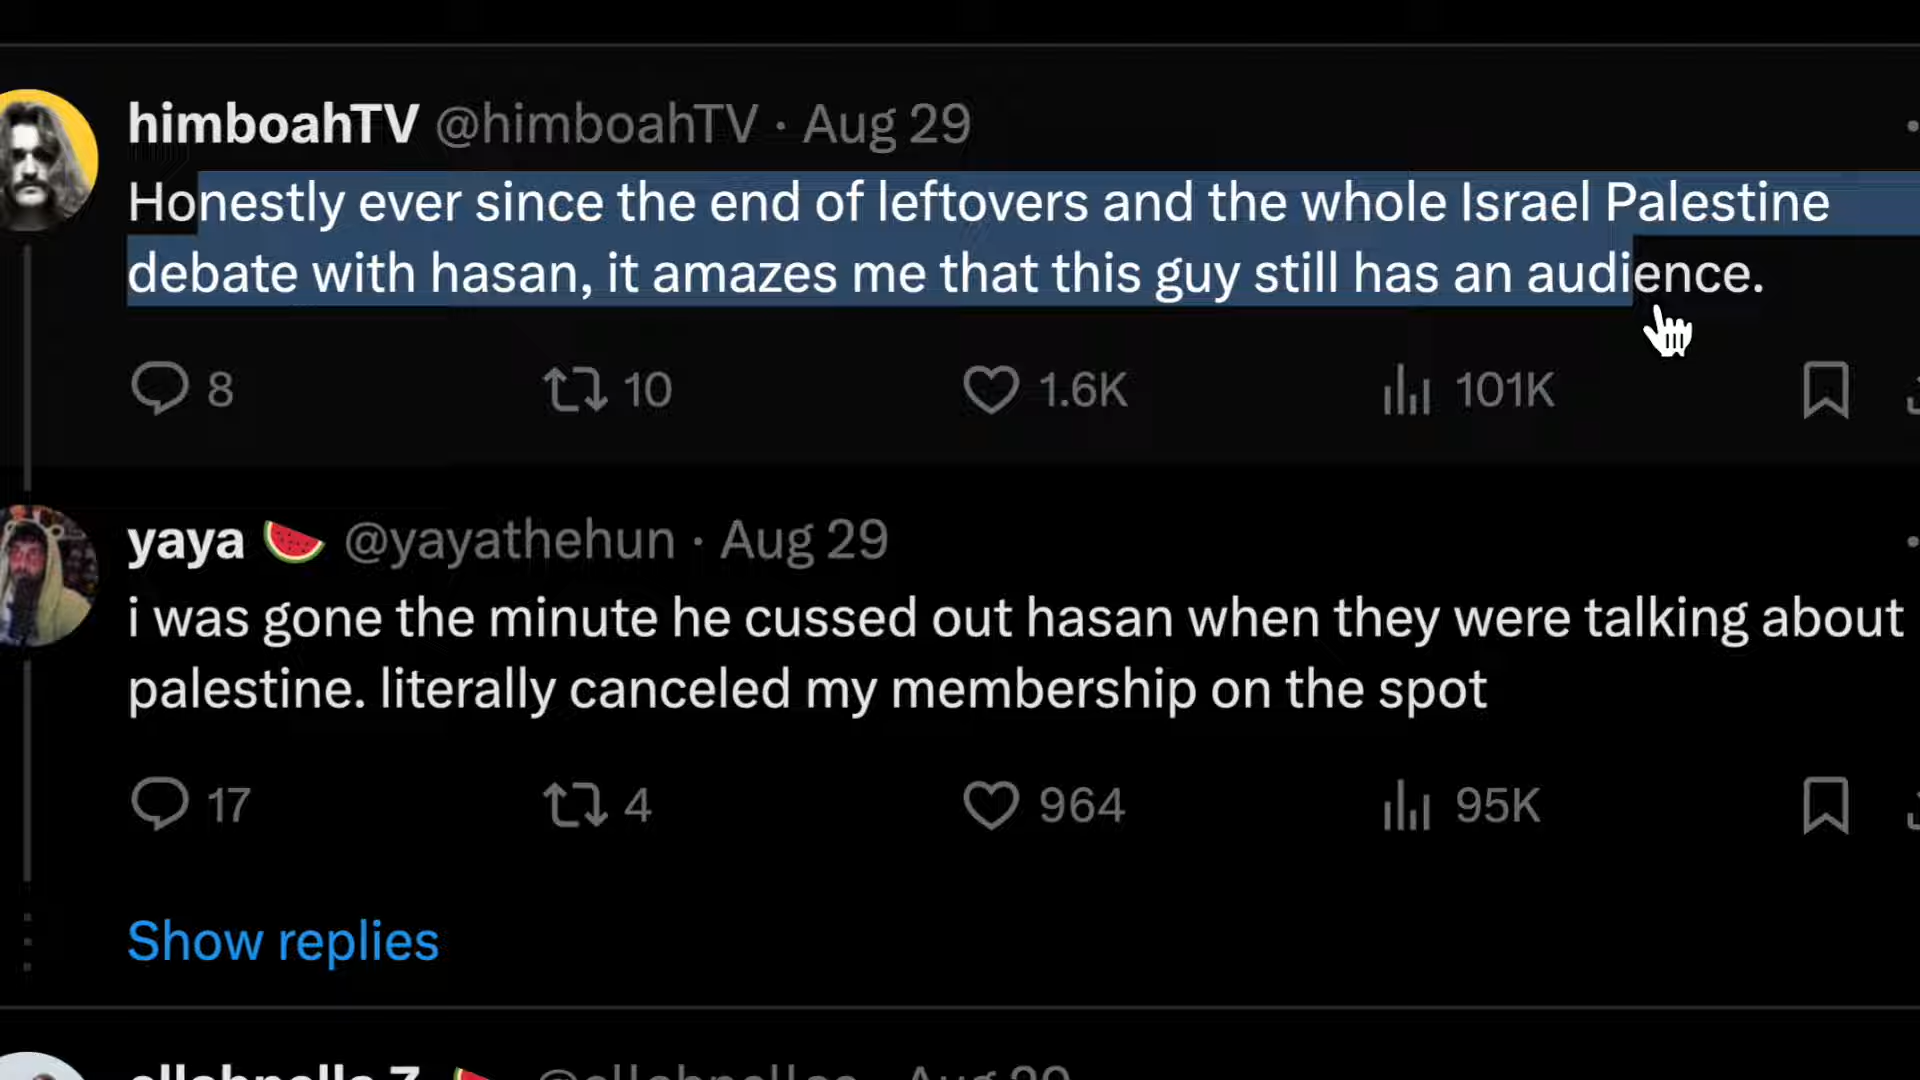 himboahTV @himboahTV · Aug 29
Honestly ever since the end of leftovers and the whole Israel Palestine
debate with hasan, it amazes me that this guy still has an audience.
8 10 1.6K 101K
yaya 🍉 @yayathehun · Aug 29
i was gone the minute he cussed out hasan when they were talking about
palestine. literally canceled my membership on the spot
17 4 964 95K
Show replies
Aug 29